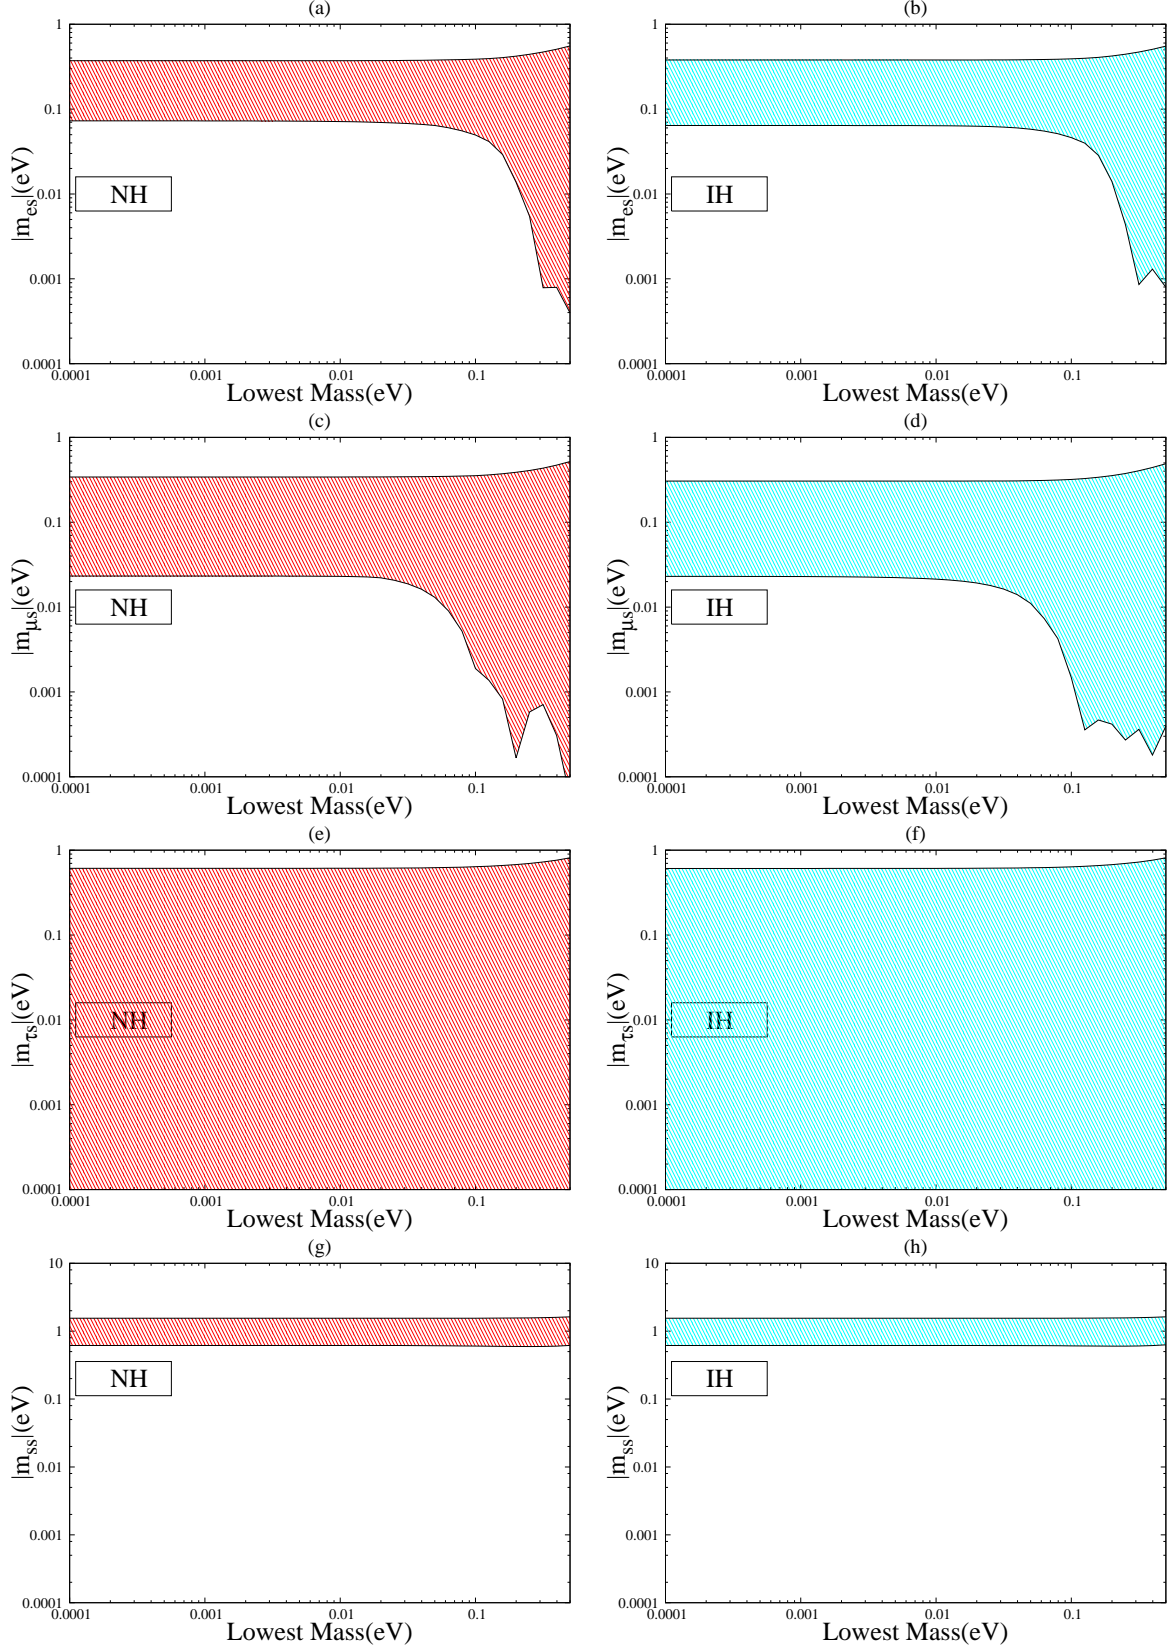 (a)
1
0.1
0.01
0.001
0.0001
|m_es|(eV)
NH
0.0001 0.001 0.01 0.1
Lowest Mass(eV)
(b)
1
0.1
0.01
0.001
0.0001
|m_es|(eV)
IH
0.0001 0.001 0.01 0.1
Lowest Mass(eV)
(c)
1
0.1
0.01
0.001
0.0001
|m_μs|(eV)
NH
0.0001 0.001 0.01 0.1
Lowest Mass(eV)
(d)
1
0.1
0.01
0.001
0.0001
|m_μs|(eV)
IH
0.0001 0.001 0.01 0.1
Lowest Mass(eV)
(e)
1
0.1
0.01
0.001
0.0001
|m_τs|(eV)
NH
0.0001 0.001 0.01 0.1
Lowest Mass(eV)
(f)
1
0.1
0.01
0.001
0.0001
|m_τs|(eV)
IH
0.0001 0.001 0.01 0.1
Lowest Mass(eV)
(g)
10
1
0.1
0.01
0.001
0.0001
|m_ss|(eV)
NH
0.0001 0.001 0.01 0.1
Lowest Mass(eV)
(h)
10
1
0.1
0.01
0.001
0.0001
|m_ss|(eV)
IH
0.0001 0.001 0.01 0.1
Lowest Mass(eV)